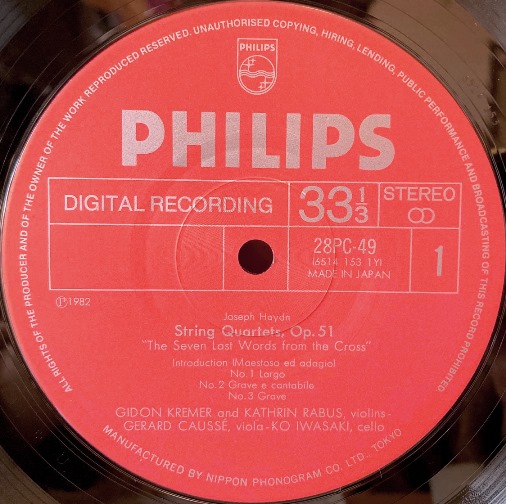 ALL RIGHTS OF THE PRODUCER AND OF THE OWNER OF THE WORK REPRODUCED RESERVED. UNAUTHORISED COPYING, HIRING, LENDING, PUBLIC PERFORMANCE AND BROADCASTING OF THIS RECORD PROHIBITED.
PHILIPS
PHILIPS
DIGITAL RECORDING
33 1/3
STEREO
28PC-49
(6514 153 1Y)
MADE IN JAPAN
1
Ⓟ1982
Joseph Haydn
String Quartets, Op. 51
"The Seven Last Words from the Cross"
Introduction (Maestoso ed adagio)
No.1 Largo
No.2 Grave e cantabile
No.3 Grave
GIDON KREMER and KATHRIN RABUS, violins-
GERARD CAUSSÉ, viola-KO IWASAKI, cello
MANUFACTURED BY NIPPON PHONOGRAM CO. LTD., TOKYO